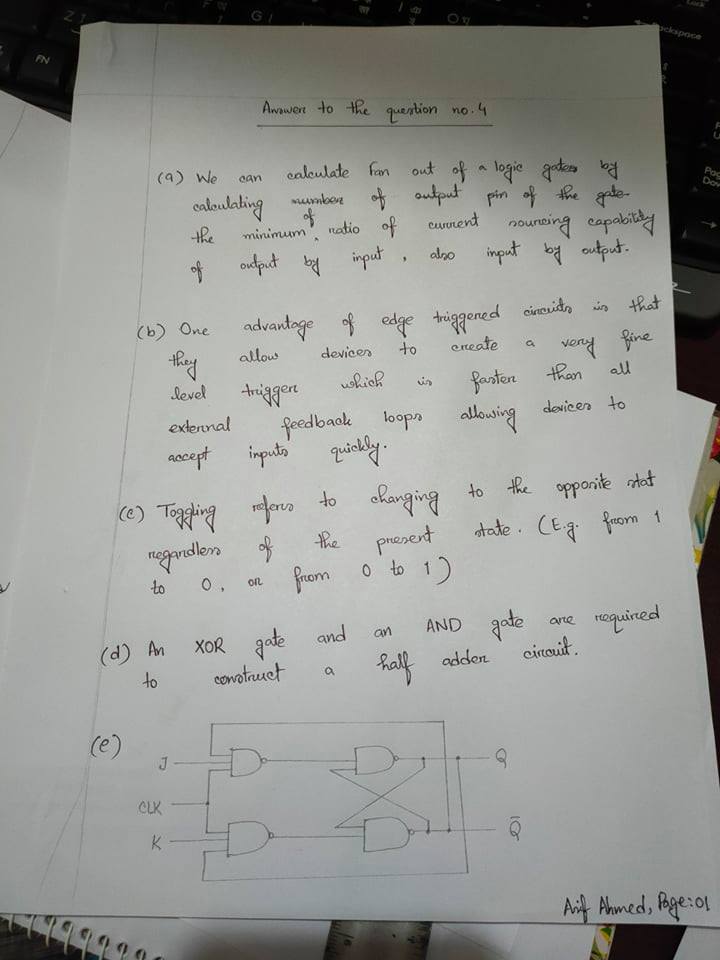 Answer to the question no. 4
(a) We can calculate Fan out of a logic gates by
calculating number of output pin of the gate
the minimum of ratio of current sourcing capability
of output by input, also input by output.
(b) One advantage of edge triggered circuits is that
they allow devices to create a very fine
level trigger which is faster than all
external feedback loops allowing devices to
accept inputs quickly.
(c) Toggling refers to changing to the opposite stat
regardless of the present state. (E.g. from 1
to 0, or from 0 to 1)
(d) An XOR gate and an AND gate are required
to construct a half adder circuit.
(e)
J
Q
CLK
K
Q̅
Arif Ahmed, Page:01